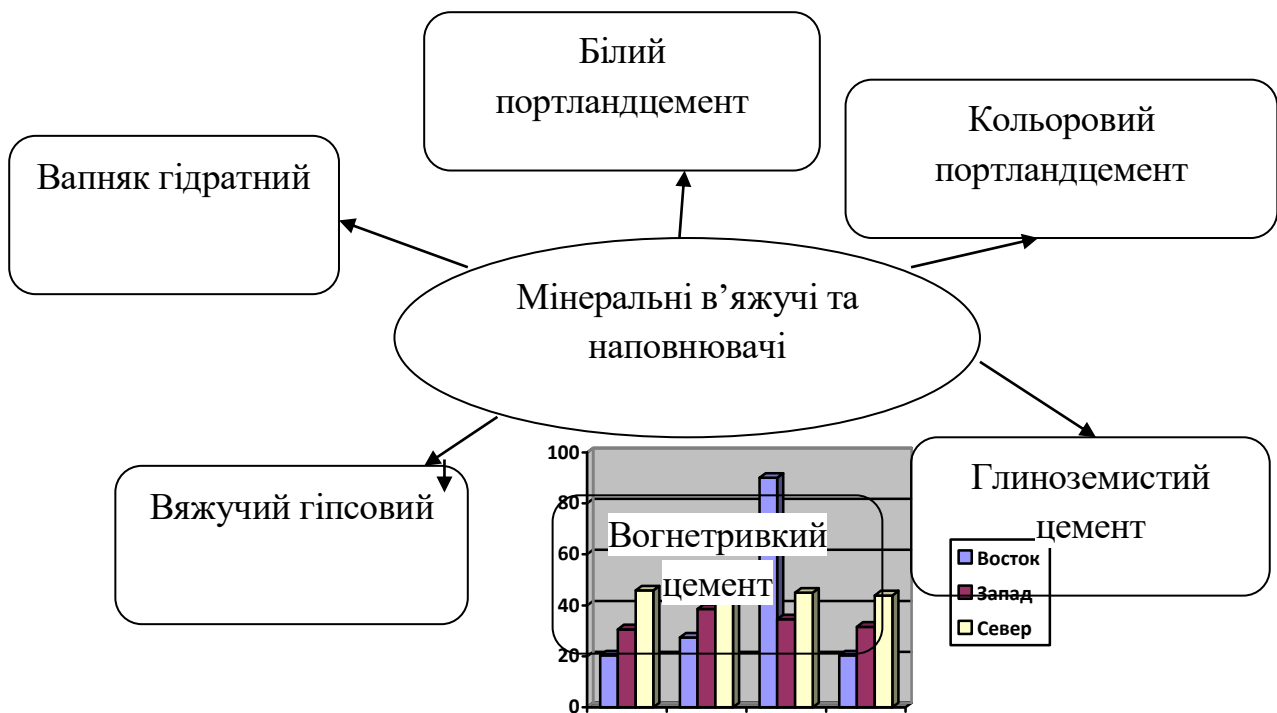 Білий
портландцемент
Кольоровий
портландцемент
Вапняк гідратний
Мінеральні в’яжучі та
наповнювачі
Вяжучий гіпсовий
Вогнетривкий
цемент
Глиноземистий
цемент
100
80
60
40
20
0
Восток
Запад
Север